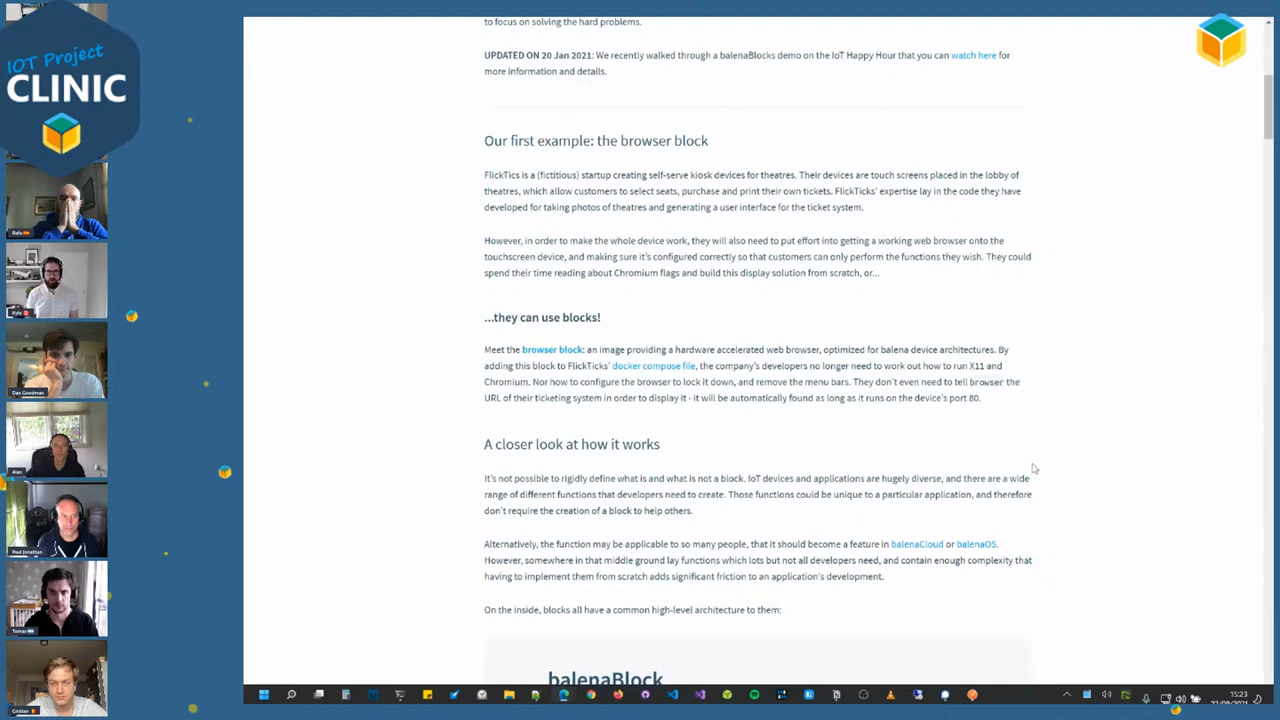 IOT Project
CLINIC
Rafa
Kyle
Dan Goodman
Alan
Paul Jonathan
Tomas
Cristian
to focus on solving the hard problems.
UPDATED ON 20 Jan 2021: We recently walked through a balenaBlocks demo on the IoT Happy Hour that you can watch here for
more information and details.
Our first example: the browser block
FlickTics is a (fictitious) startup creating self-serve kiosk devices for theatres. Their devices are touch screens placed in the lobby of
theatres, which allow customers to select seats, purchase and print their own tickets. FlickTicks' expertise lay in the code they have
developed for taking photos of theatres and generating a user interface for the ticket system.
However, in order to make the whole device work, they will also need to put effort into getting a working web browser onto the
touchscreen device, and making sure it's configured correctly so that customers can only perform the functions they wish. They could
spend their time reading about Chromium flags and build this display solution from scratch, or...
...they can use blocks!
Meet the browser block: an image providing a hardware accelerated web browser, optimized for balena device architectures. By
adding this block to FlickTicks' docker compose file, the company's developers no longer need to work out how to run X11 and
Chromium. Nor how to configure the browser to lock it down, and remove the menu bars. They don't even need to tell browser the
URL of their ticketing system in order to display it - it will be automatically found as long as it runs on the device's port 80.
A closer look at how it works
It's not possible to rigidly define what is and what is not a block. IoT devices and applications are hugely diverse, and there are a wide
range of different functions that developers need to create. Those functions could be unique to a particular application, and therefore
don't require the creation of a block to help others.
Alternatively, the function may be applicable to so many people, that it should become a feature in balenaCloud or balenaOS.
However, somewhere in that middle ground lay functions which lots but not all developers need, and contain enough complexity that
having to implement them from scratch adds significant friction to an application's development.
On the inside, blocks all have a common high-level architecture to them:
balenaBlock
15:23
22/09/2021